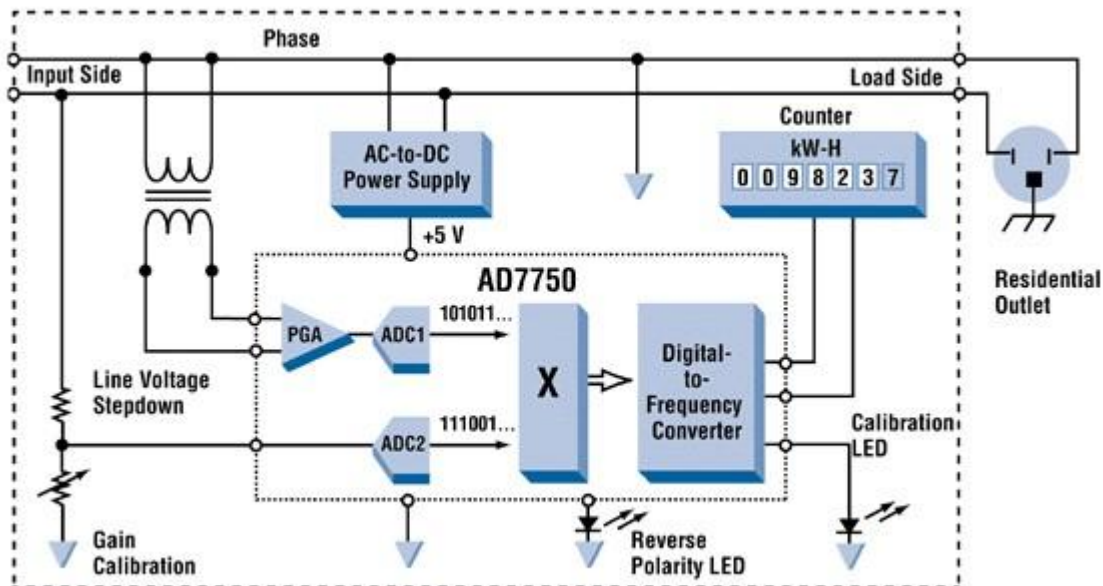 Phase
Input Side
Load Side
Counter
kW-H
0 0 9 8 2 3 7
AC-to-DC
Power Supply
+5 V
AD7750
Residential
Outlet
PGA
ADC1
101011...
X
Digital-
to-
Frequency
Converter
Line Voltage
Stepdown
ADC2
111001...
Calibration
LED
Gain
Calibration
Reverse
Polarity LED